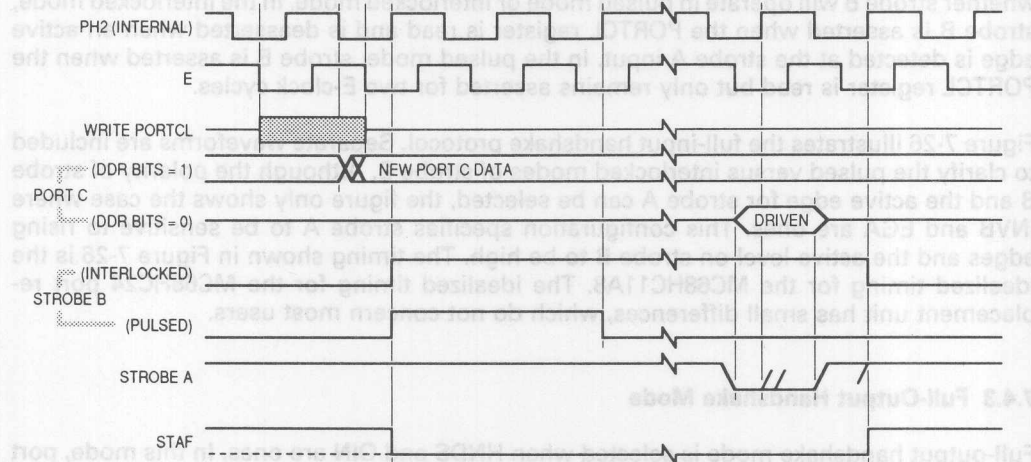 PH2 (INTERNAL)
E
WRITE PORTCL
(DDR BITS = 1)
NEW PORT C DATA
PORT C
(DDR BITS = 0)
DRIVEN
(INTERLOCKED)
STROBE B
(PULSED)
STROBE A
STAF
whether strobe B will operate in pulsed mode or interlocked mode. In the interlocked mode,
strobe B is asserted when the PORTCL register is read and is deasserted when an active
edge is detected at the strobe A input. In the pulsed mode, strobe B is asserted when the
PORTCL register is read but only remains asserted for two E-clock cycles.
Figure 7-26 illustrates the full-input handshake protocol. Separate waveforms are included
to clarify the pulsed versus interlocked modes
though the
strobe
B and the active edge for strobe A can be selected, the figure only shows the case where
INVB and EGA are
This configuration specifies strobe A to be sensitive to rising
edges and the active level on strobe B to be high. The timing shown in Figure 7-26 is the
idealized timing for the MC68HC11A8. The idealized timing for the MC68HC24 port re-
placement unit has small differences, which do not concern most users.
7.4.3 Full-Output Handshake Mode
Full-output handshake mode is selected when HNDS and OIN are ones. In this mode, port